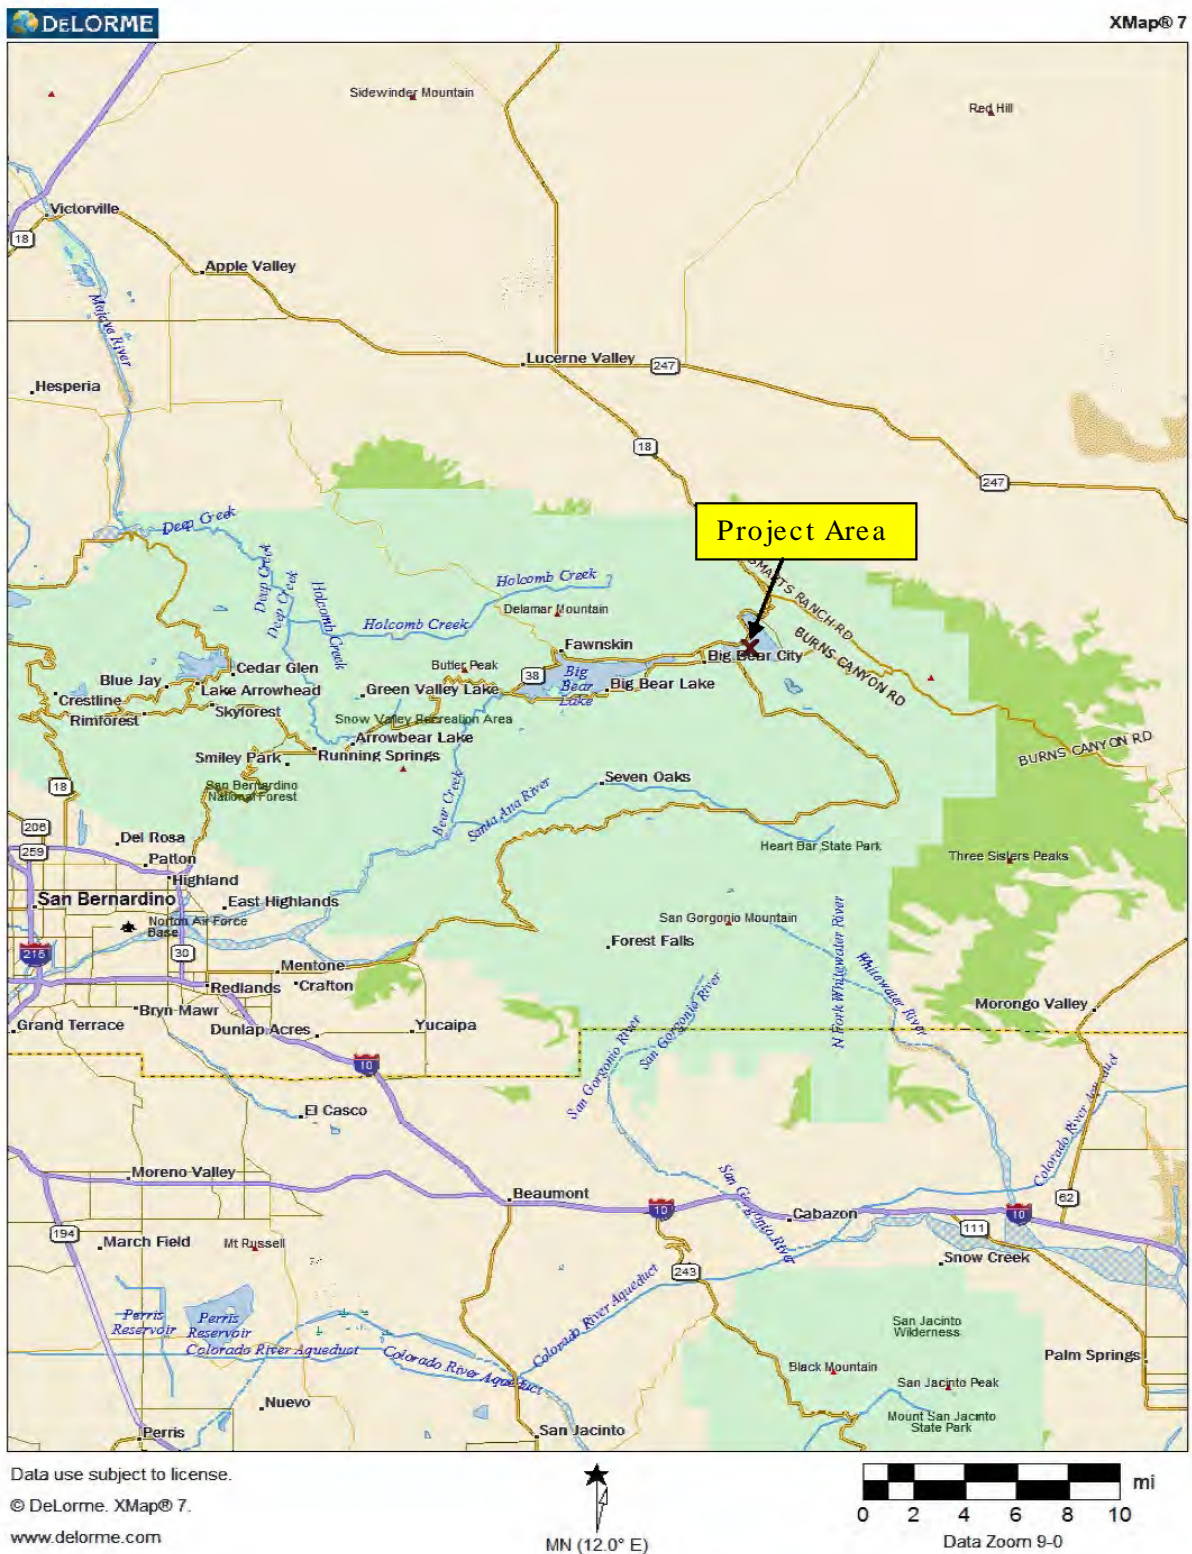 DELORME
XMap® 7
Sidewinder Mountain
Red Hill
Victorville
18
Apple Valley
Mojave River
Lucerne Valley
247
Hesperia
18
247
Project Area
Deep Creek
Deep Creek
Deep Creek
Holcomb Creek
Holcomb Creek
Holcomb Creek
Delamar Mountain
SMARTS RANCH RD
BURNS CANYON RD
Fawnskin
Big Bear City
Cedar Glen
Butler Peak
38
Big
Bear
Lake
Big Bear Lake
Blue Jay
Lake Arrowhead
Green Valley Lake
Crestline
Rimforest
Skyforest
Snow Valley Recreation Area
Arrowbear Lake
Running Springs
Smiley Park
BURNS CANYON RD
San Bernardino
National Forest
18
Seven Oaks
Bear Creek
Santa Ana River
206
259
Del Rosa
Patton
Highland
Heart Bar State Park
Three Sisters Peaks
San Bernardino
East Highlands
Norton Air Force
Base
San Gorgonio Mountain
Forest Falls
N Fork Whitewater River
Whitewater River
215
30
Mentone
Crafton
Redlands
Bryn Mawr
San Gorgonio River
San Gorgonio River
Morongo Valley
Grand Terrace
Dunlap Acres
Yucaipa
10
El Casco
Colorado River Aqueduct
Moreno Valley
Beaumont
10
San Gorgonio River
Cabazon
10
62
111
194
March Field
Mt Russell
243
Snow Creek
Perris
Reservoir
Perris
Reservoir
Colorado River Aqueduct
Colorado River Aqueduct
Colorado River Aqueduct
San Jacinto
Wilderness
Palm Springs
Black Mountain
San Jacinto Peak
Mount San Jacinto
State Park
Nuevo
Perris
San Jacinto
Data use subject to license.
© DeLorme. XMap® 7.
www.delorme.com
MN (12.0° E)
mi
0 2 4 6 8 10
Data Zoom 9-0